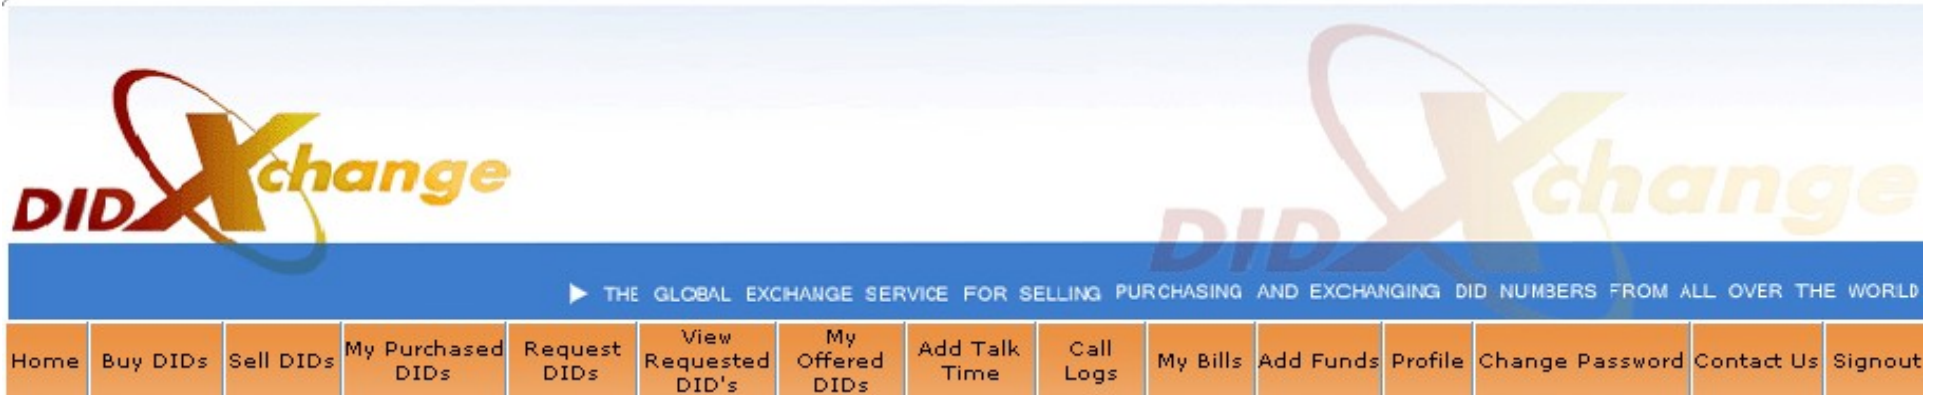 DIDXchange
DIDXchange
THE GLOBAL EXCHANGE SERVICE FOR SELLING PURCHASING AND EXCHANGING DID NUMBERS FROM ALL OVER THE WORLD
Home
Buy DIDs
Sell DIDs
My Purchased
DIDs
Request
DIDs
View
Requested
DID's
My
Offered
DIDs
Add Talk
Time
Call
Logs
My Bills
Add Funds
Profile
Change Password
Contact Us
Signout